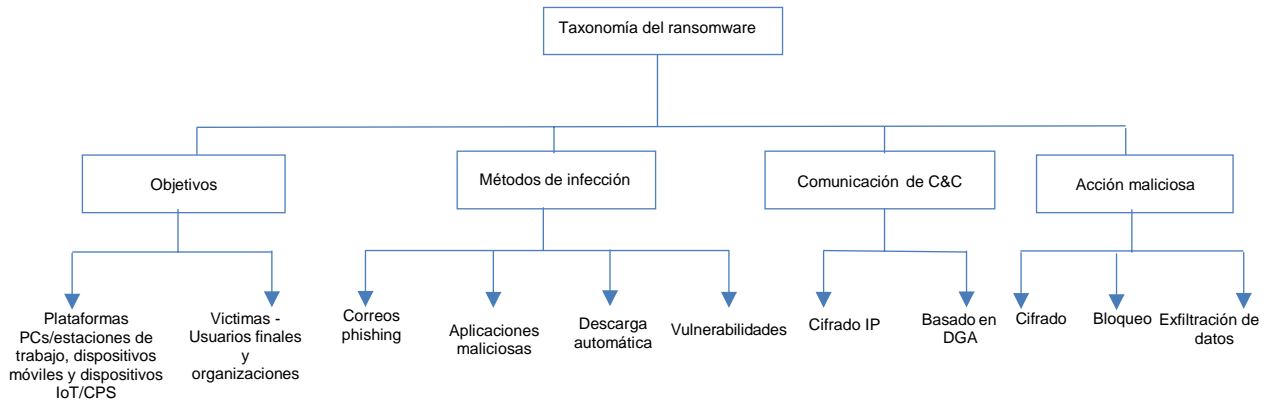 Taxonomía del ransomware
Objetivos
Métodos de infección
Comunicación de C&C
Acción maliciosa
Plataformas
PCs/estaciones de
trabajo, dispositivos
móviles y dispositivos
IoT/CPS
Victimas -
Usuarios finales
y
organizaciones
Correos
phishing
Aplicaciones
maliciosas
Descarga
automática
Vulnerabilidades
Cifrado IP
Basado en
DGA
Cifrado
Bloqueo
Exfiltración de
datos